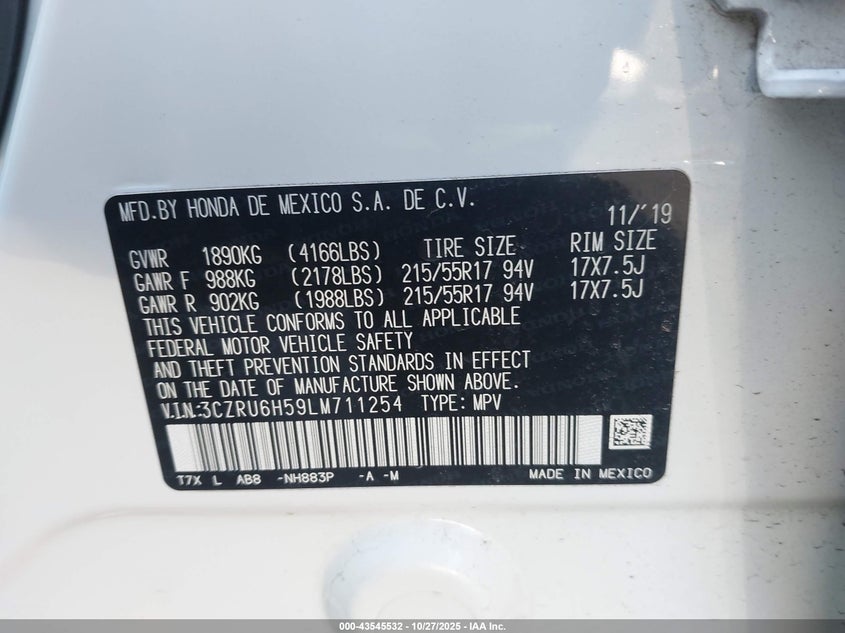 MFD.BY HONDA DE MEXICO S.A. DE C.V. 11/'19
GVWR 1890KG (4166LBS) TIRE SIZE RIM SIZE
GAWR F 988KG (2178LBS) 215/55R17 94V 17X7.5J
GAWR R 902KG (1988LBS) 215/55R17 94V 17X7.5J
THIS VEHICLE CONFORMS TO ALL APPLICABLE
FEDERAL MOTOR VEHICLE SAFETY
AND THEFT PREVENTION STANDARDS IN EFFECT
ON THE DATE OF MANUFACTURE SHOWN ABOVE.
V.I.N.:3CZRU6H59LM711254 TYPE: MPV
T7X L AB8 -NH883P -A -M MADE IN MEXICO
000-43545532 | 10/27/2025 | IAA Inc.